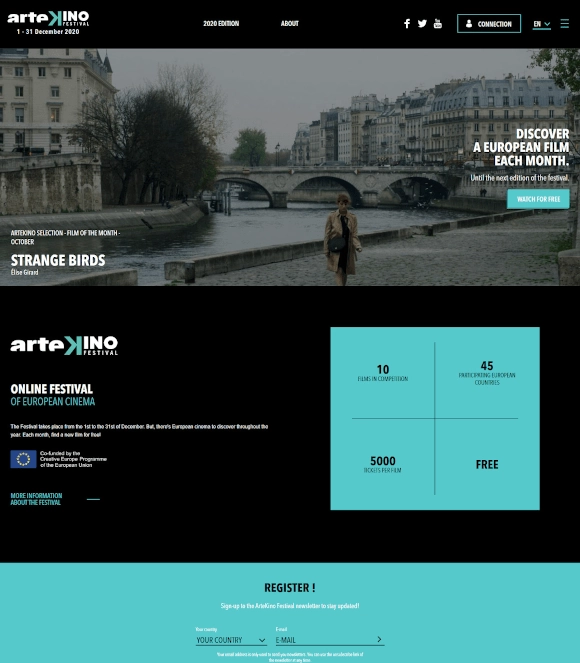 arteKINO
FESTIVAL
1 - 31 December 2020
2020 EDITION
ABOUT
CONNECTION
EN
DISCOVER
A EUROPEAN FILM
EACH MONTH.
Until the next edition of the festival.
WATCH FOR FREE
ARTEKINO SELECTION - FILM OF THE MONTH -
OCTOBER
STRANGE BIRDS
Élise Girard
arteKINO
FESTIVAL
ONLINE FESTIVAL
OF EUROPEAN CINEMA
The Festival takes place from the 1st to the 31st of December. But, there's European cinema to discover throughout the
year. Each month, find a new film for free!
Co-funded by the
Creative Europe Programme
of the European Union
MORE INFORMATION
ABOUT THE FESTIVAL
10
FILMS IN COMPETITION
45
PARTICIPATING EUROPEAN
COUNTRIES
5000
TICKETS PER FILM
FREE
REGISTER !
Sign-up in the ArteKino Festival newsletter to stay updated!
Your country
YOUR COUNTRY
E-mail
E-MAIL
Your email address is only used to send you newsletters. You can use the unsubscribe link of
the newsletter at any time.